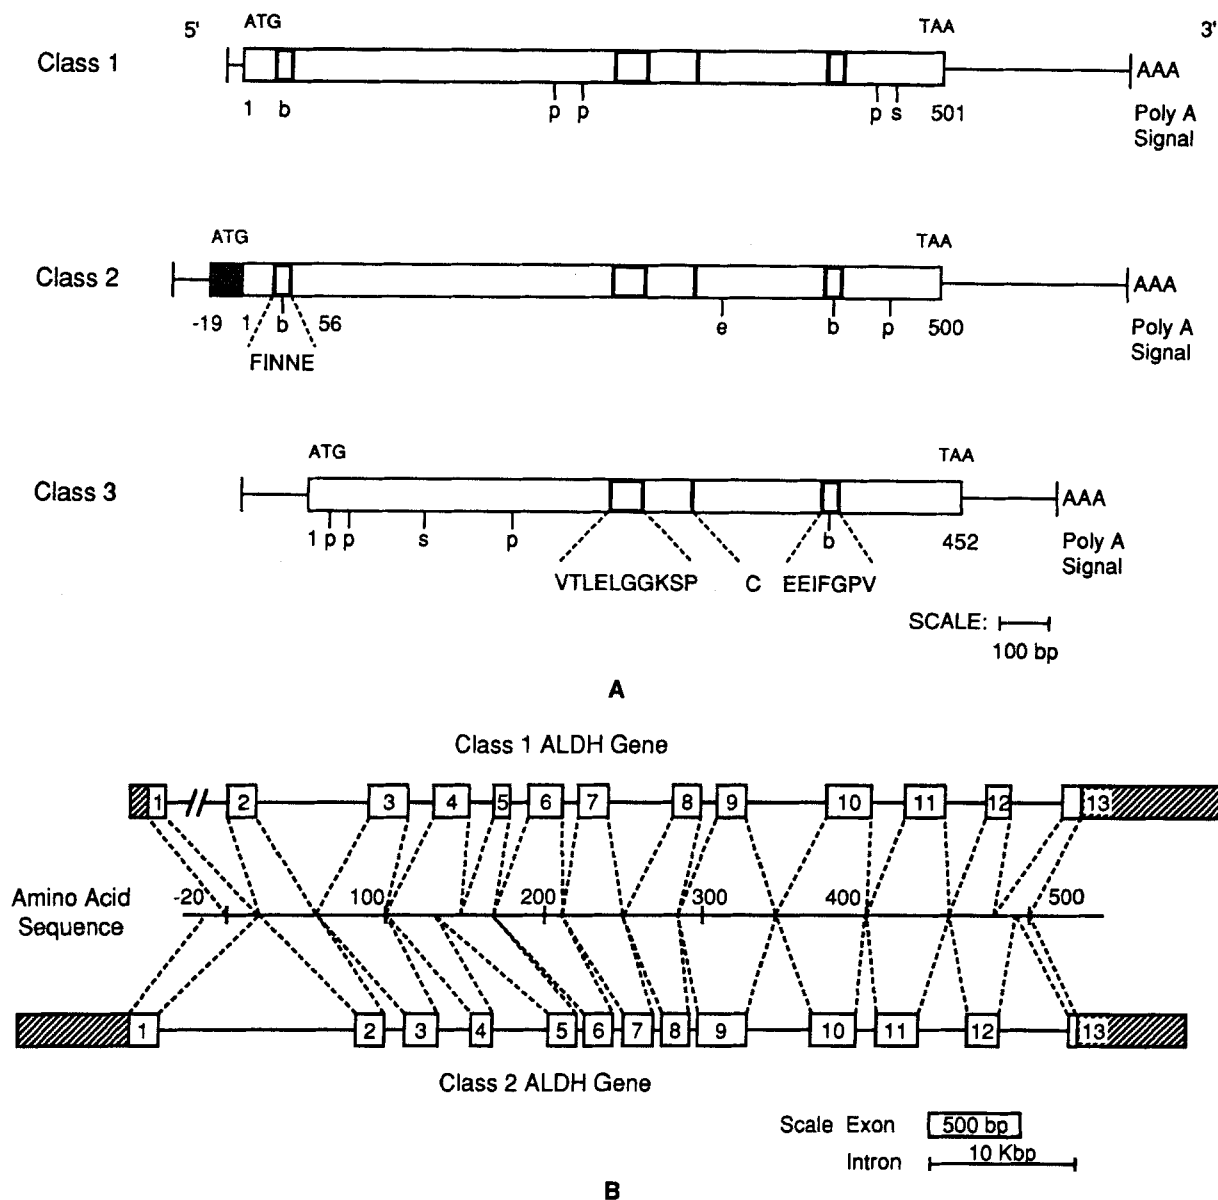 5' ATG TAA 3'
Class 1 AAA
1 b p p p s 501 Poly A
Signal
ATG TAA
Class 2 AAA
-19 1 b 56 e b p 500 Poly A
Signal
FINNE
ATG TAA
Class 3 AAA
1 p p s p b 452 Poly A
Signal
VTLELGGKSP C EEIFGPV
SCALE:
100 bp
A
Class 1 ALDH Gene
1 2 3 4 5 6 7 8 9 10 11 12 13
Amino Acid
Sequence
-20 100 200 300 400 500
1 2 3 4 5 6 7 8 9 10 11 12 13
Class 2 ALDH Gene
Scale Exon 500 bp
Intron 10 Kbp
B